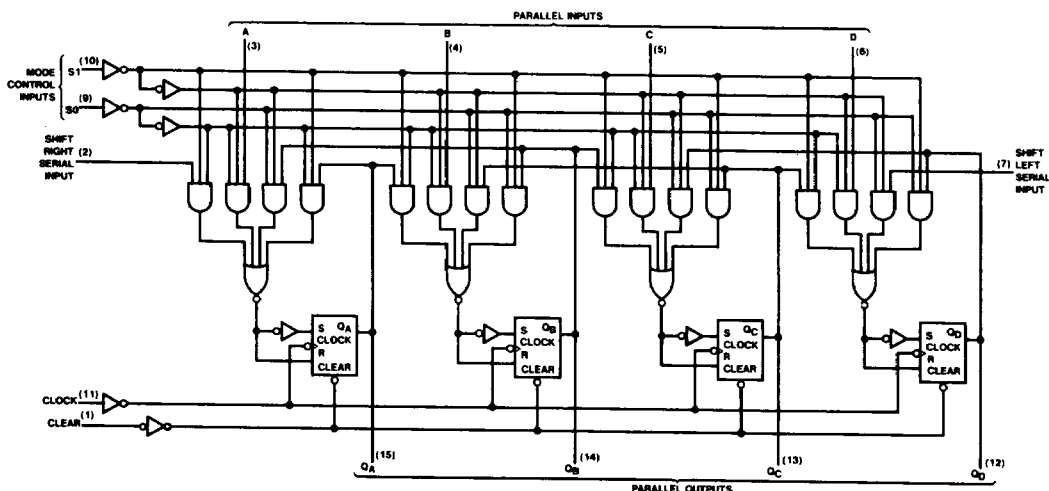 PARALLEL INPUTS
A B C D
(3) (4) (5) (6)
MODE
CONTROL
INPUTS
S1 (10)
S0 (9)
SHIFT
RIGHT (2)
SERIAL
INPUT
(7) SHIFT
LEFT
SERIAL
INPUT
S QA
CLOCK
R
CLEAR
S QB
CLOCK
R
CLEAR
S QC
CLOCK
R
CLEAR
S QD
CLOCK
R
CLEAR
CLOCK (11)
CLEAR (1)
QA (15)
QB (14)
QC (13)
QD (12)
PARALLEL OUTPUTS